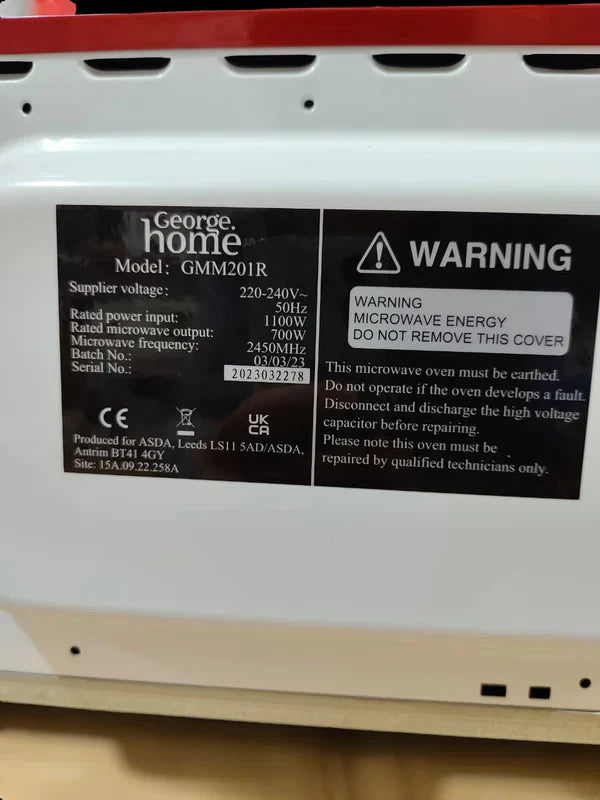 George.
home
Model: GMM201R
Supplier voltage: 220-240V~
50Hz
Rated power input: 1100W
Rated microwave output: 700W
Microwave frequency: 2450MHz
Batch No.: 03/03/23
Serial No.: 2023032278
CE
UK
CA
Produced for ASDA, Leeds LS11 5AD/ASDA,
Antrim BT41 4GY
Site: 15A.09.22.258A
WARNING
WARNING
MICROWAVE ENERGY
DO NOT REMOVE THIS COVER
This microwave oven must be earthed.
Do not operate if the oven develops a fault.
Disconnect and discharge the high voltage
capacitor before repairing.
Please note this oven must be
repaired by qualified technicians only.